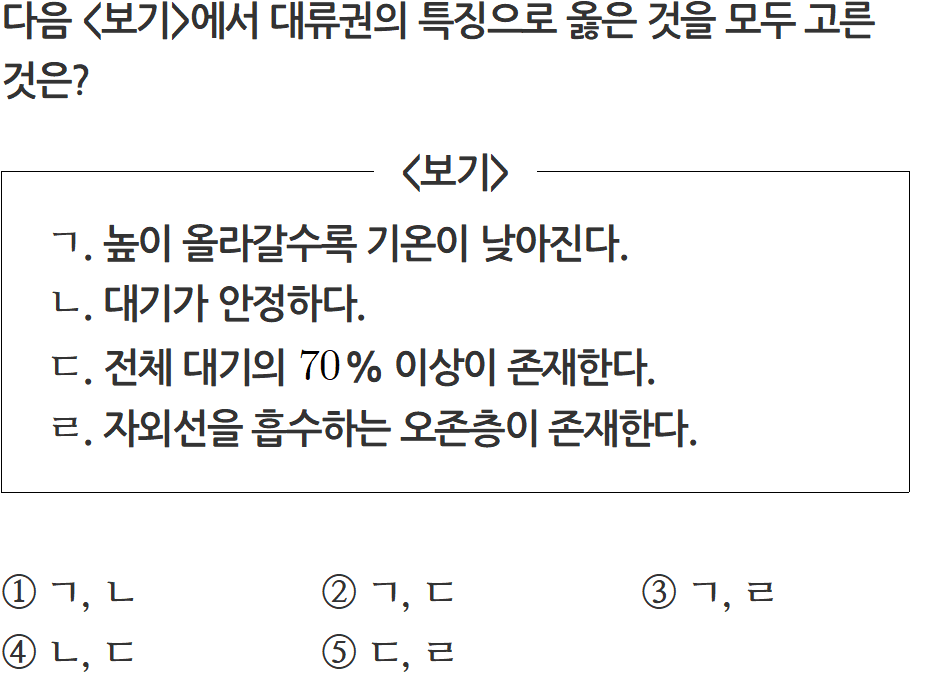 다음 <보기>에서 대류권의 특징으로 옳은 것을 모두 고른
것은?
<보기>
ㄱ. 높이 올라갈수록 기온이 낮아진다.
ㄴ. 대기가 안정하다.
ㄷ. 전체 대기의 70% 이상이 존재한다.
ㄹ. 자외선을 흡수하는 오존층이 존재한다.
① ㄱ, ㄴ ② ㄱ, ㄷ ③ ㄱ, ㄹ
④ ㄴ, ㄷ ⑤ ㄷ, ㄹ